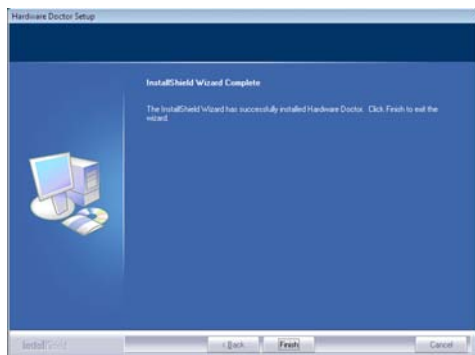 Hardware Doctor Setup
InstallShield Wizard Complete
The InstallShield Wizard has successfully installed Hardware Doctor. Click Finish to exit the
wizard.
InstallShield
< Back
Finish
Cancel